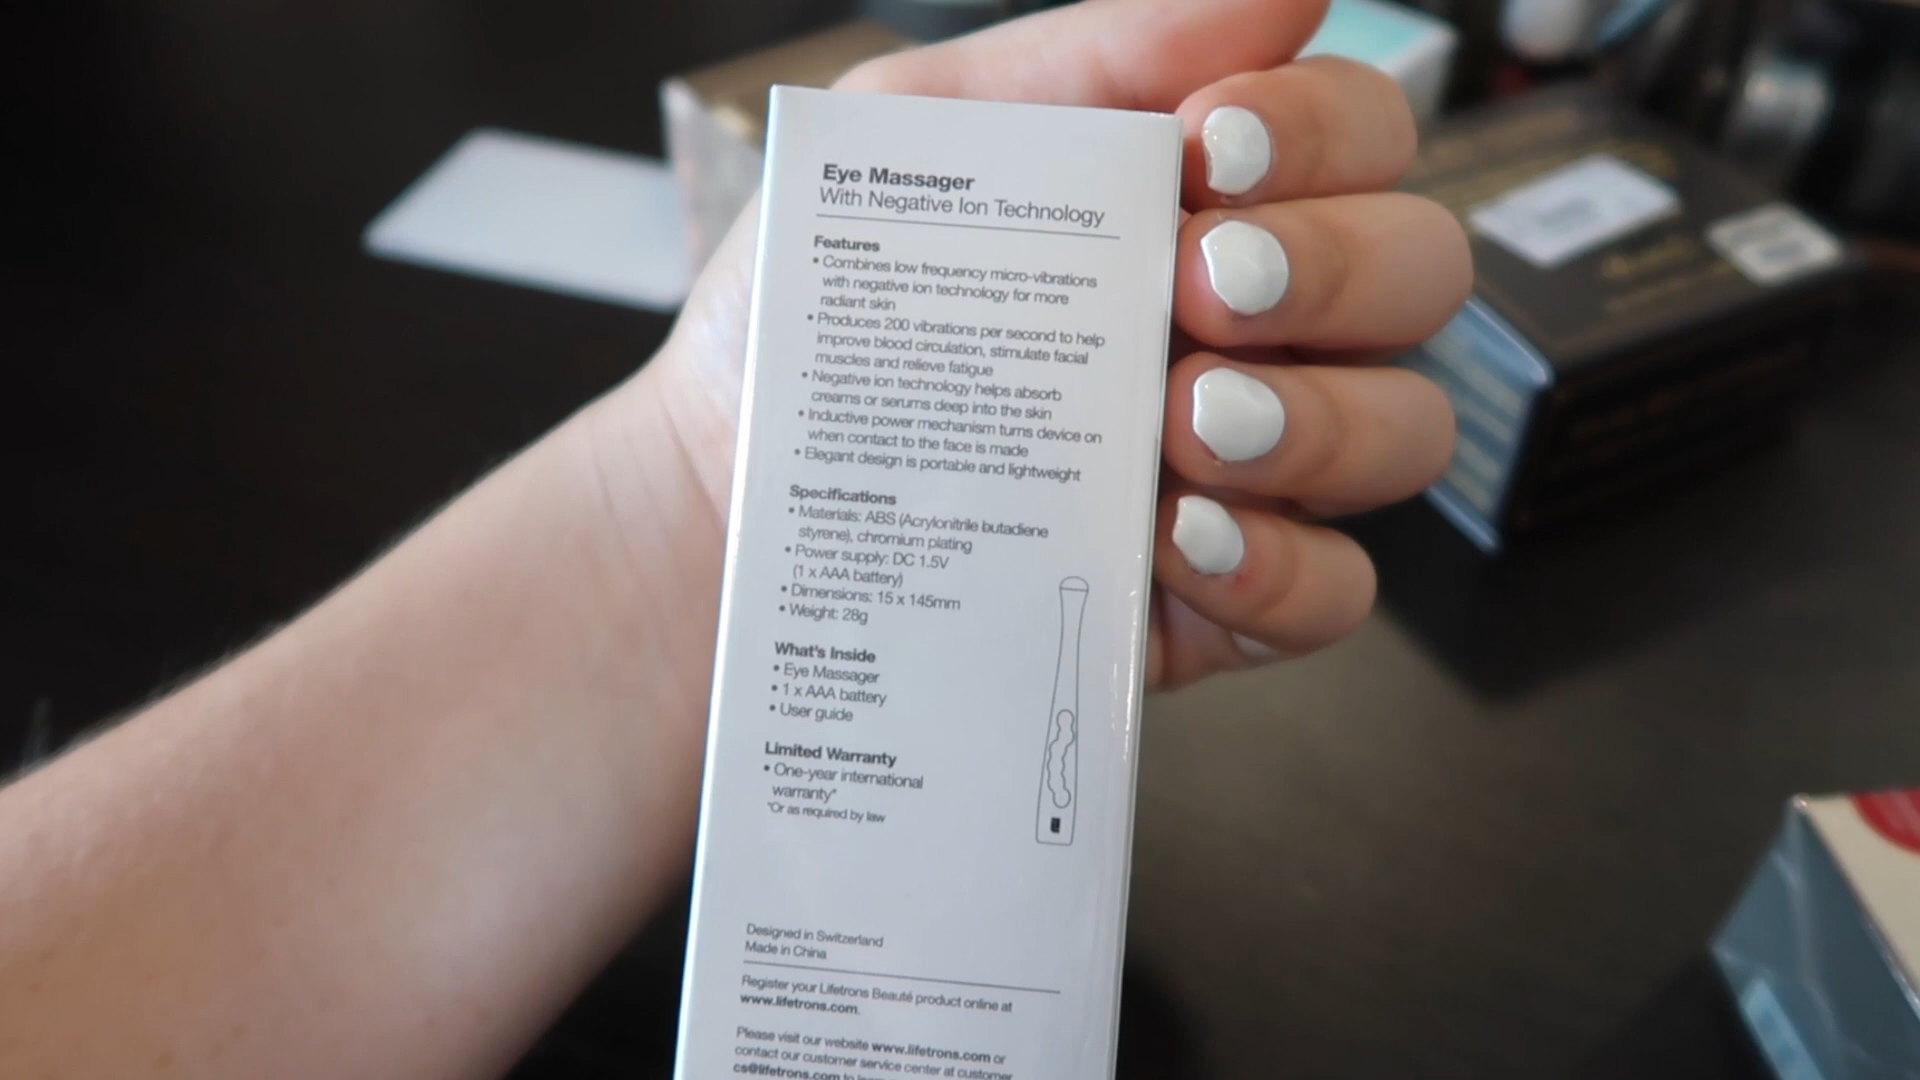 Eye Massager
With Negative Ion Technology
Features
• Combines low frequency micro-vibrations
with negative ion technology for more
radiant skin
• Produces 200 vibrations per second to help
improve blood circulation, stimulate facial
muscles and relieve fatigue
• Negative ion technology helps absorb
creams or serums deep into the skin
• Inductive power mechanism turns device on
when contact to the face is made
• Elegant design is portable and lightweight
Specifications
• Materials: ABS (Acrylonitrile butadiene
styrene), chromium plating
• Power supply: DC 1.5V
(1 x AAA battery)
• Dimensions: 15 x 145mm
• Weight: 28g
What's Inside
• Eye Massager
• 1 x AAA battery
• User guide
Limited Warranty
• One-year international
warranty*
*Or as required by law
Designed in Switzerland
Made in China
Register your Lifetrons Beauté product online at
www.lifetrons.com.
Please visit our website www.lifetrons.com or
contact our customer service center at customer
cs@lifetrons.com to